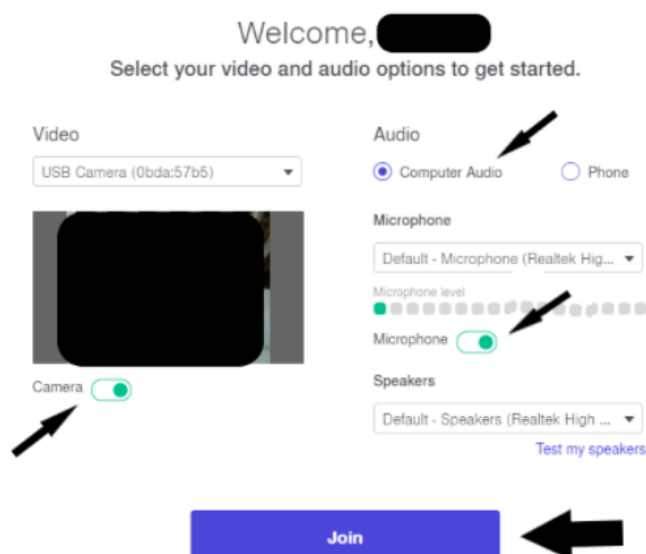 Welcome,
Select your video and audio options to get started.
Video
USB Camera (0bda:57b5)
Camera
Audio
Computer Audio
Phone
Microphone
Default - Microphone (Realtek Hig...
Microphone level
Microphone
Speakers
Default - Speakers (Realtek High ...
Test my speakers
Join